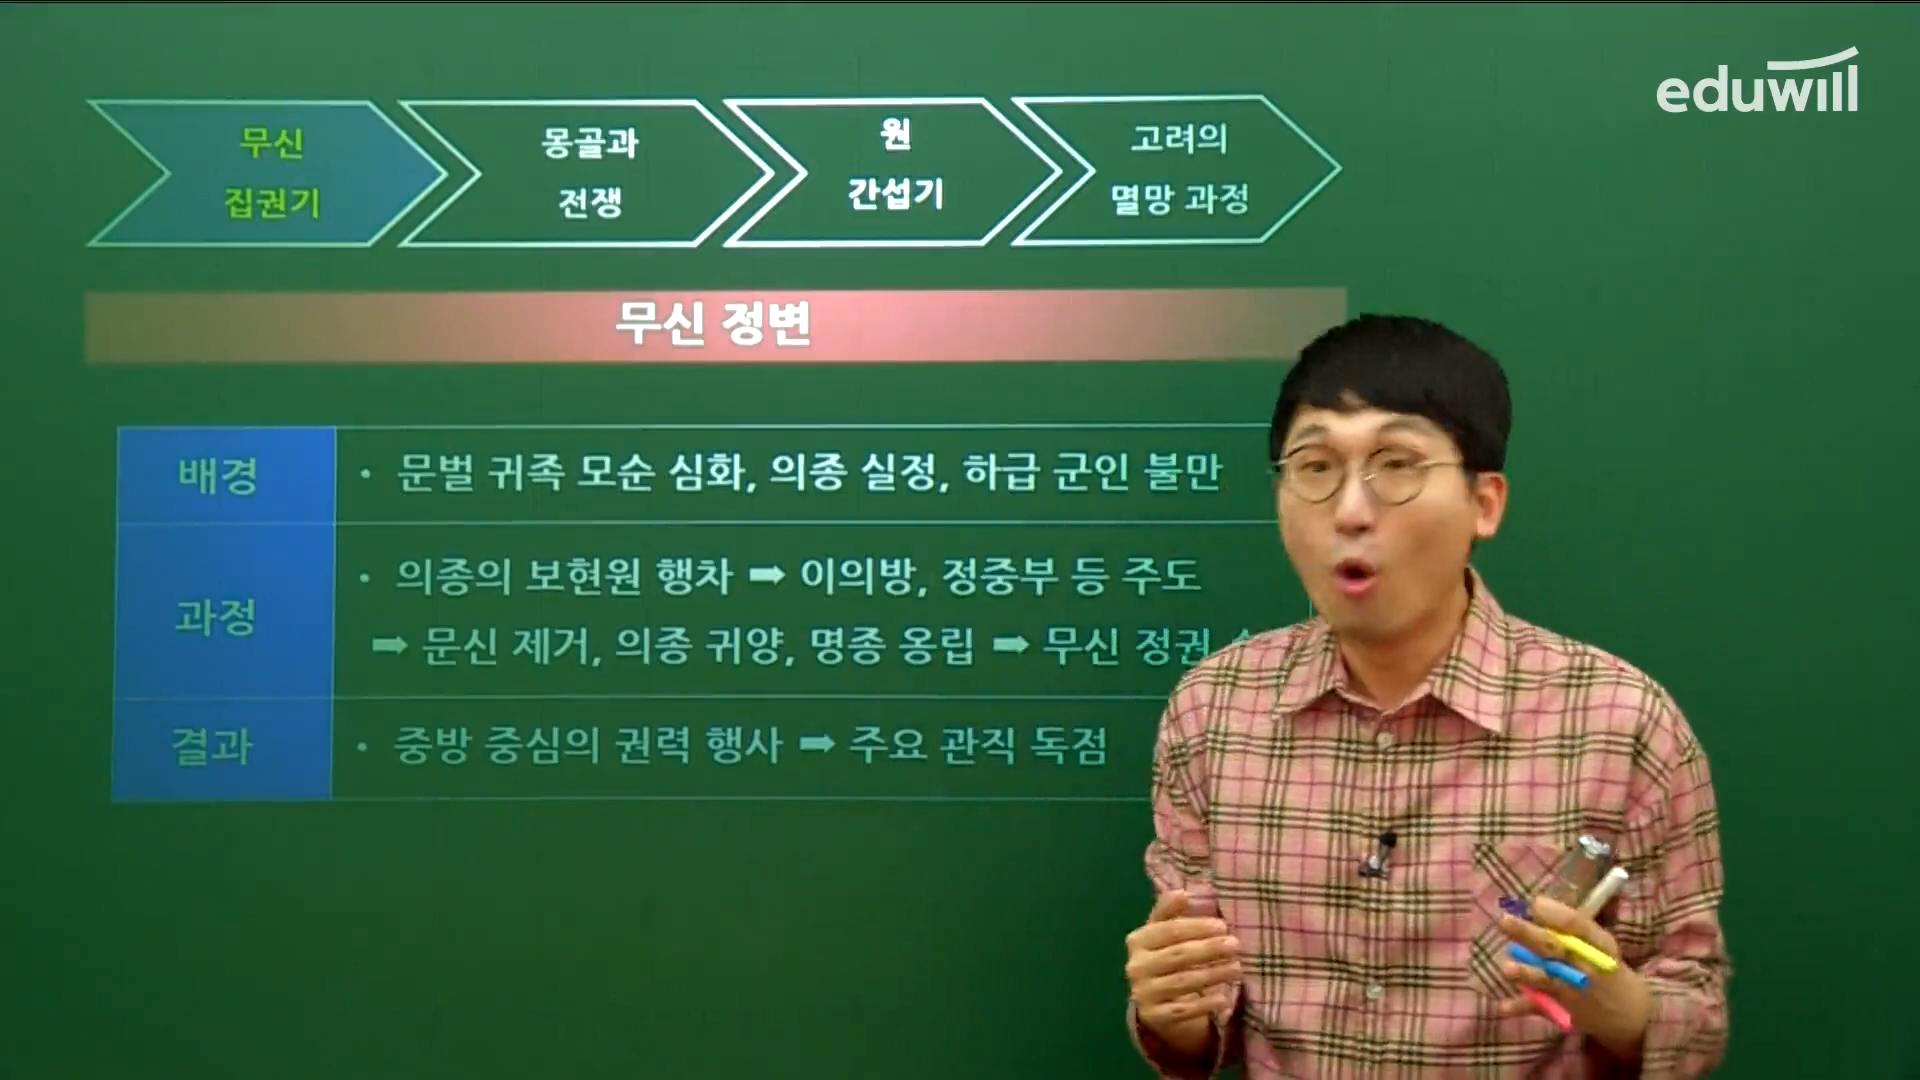 eduwill
무신
집권기
몽골과
전쟁
원
간섭기
고려의
멸망 과정
무신 정변
배경
• 문벌 귀족 모순 심화, 의종 실정, 하급 군인 불만
과정
• 의종의 보현원 행차 ➡ 이의방, 정중부 등 주도
➡ 문신 제거, 의종 귀양, 명종 옹립 ➡ 무신 정권
결과
• 중방 중심의 권력 행사 ➡ 주요 관직 독점